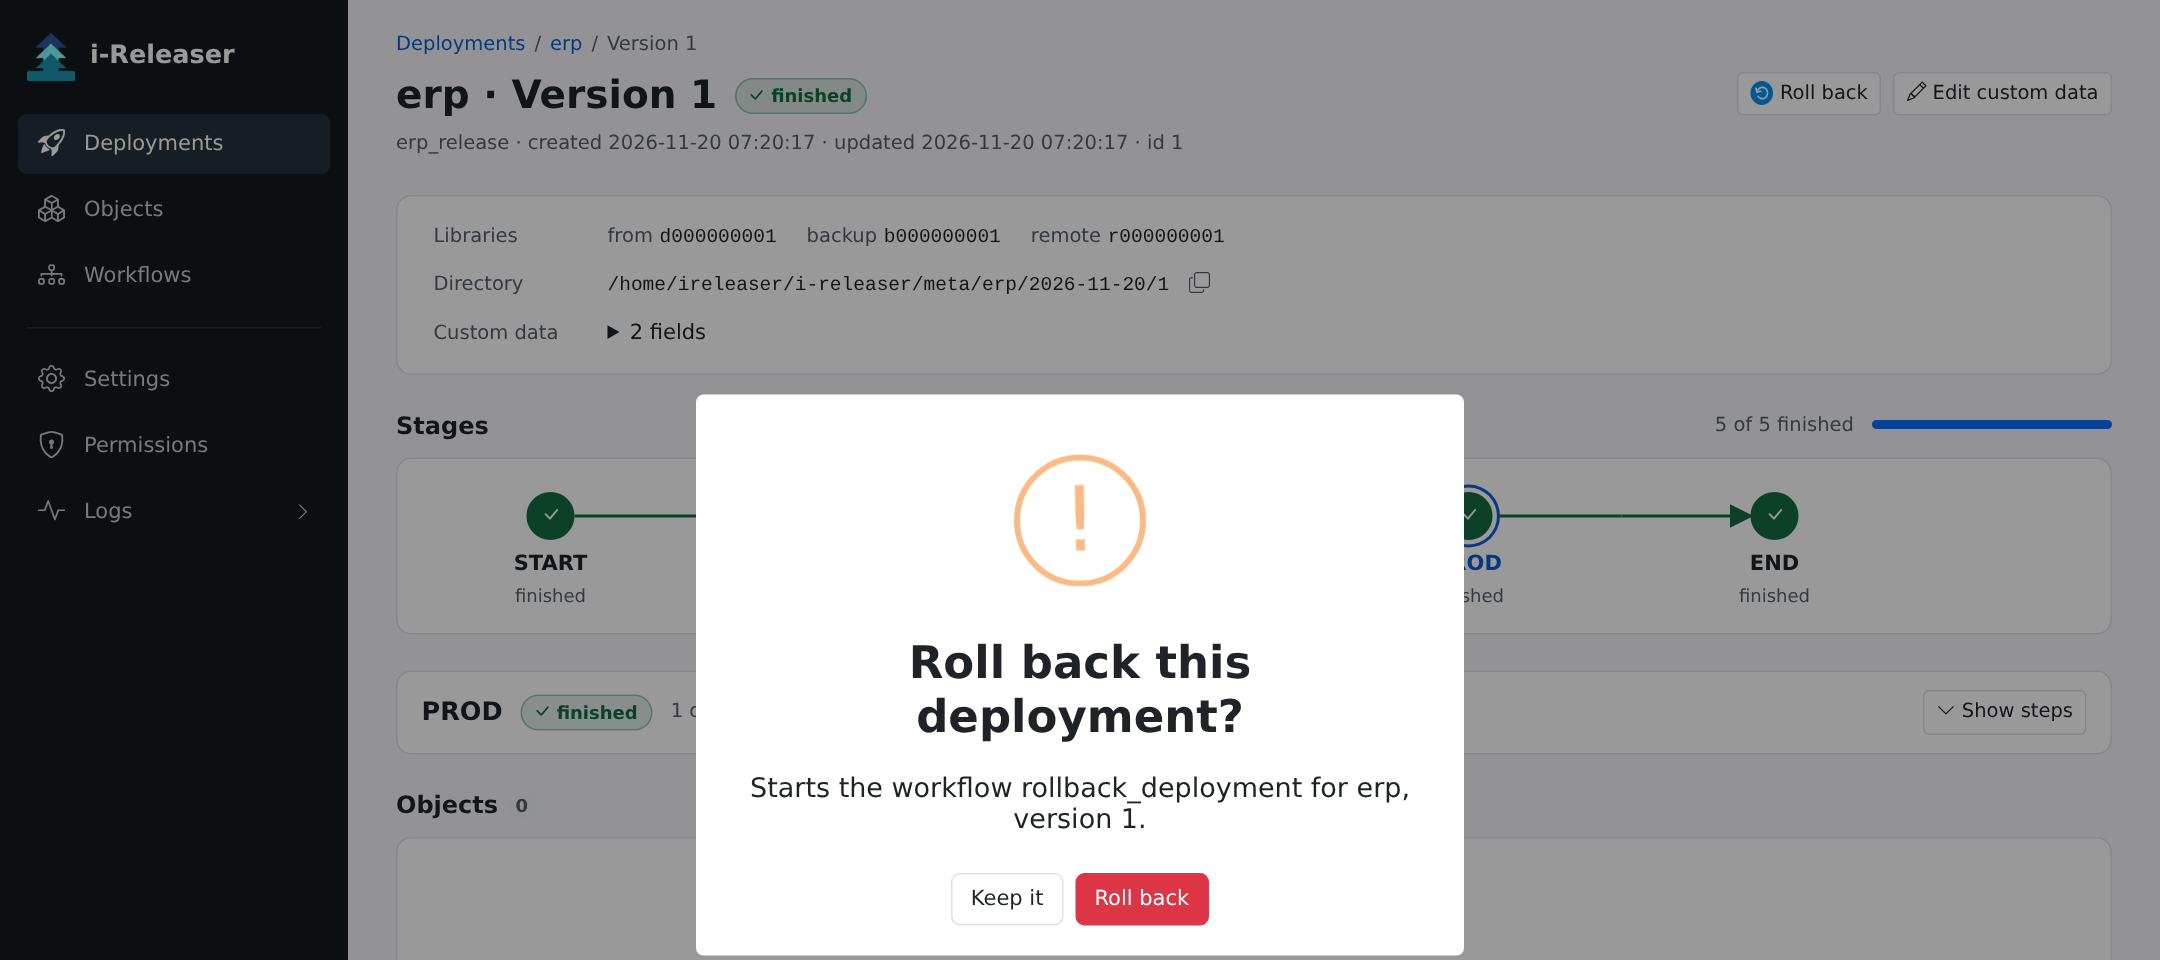 i-Releaser
Deployments
Objects
Workflows
Settings
Permissions
Logs
Deployments / erp / Version 1
erp · Version 1 finished
Roll back
Edit custom data
erp_release · created 2026-11-20 07:20:17 · updated 2026-11-20 07:20:17 · id 1
Libraries from d000000001 backup b000000001 remote r000000001
Directory /home/ireleaser/i-releaser/meta/erp/2026-11-20/1
Custom data 2 fields
Stages
5 of 5 finished
START
finished
END
finished
PROD finished 1
Show steps
Objects 0
Roll back this
deployment?
Starts the workflow rollback_deployment for erp,
version 1.
Keep it
Roll back